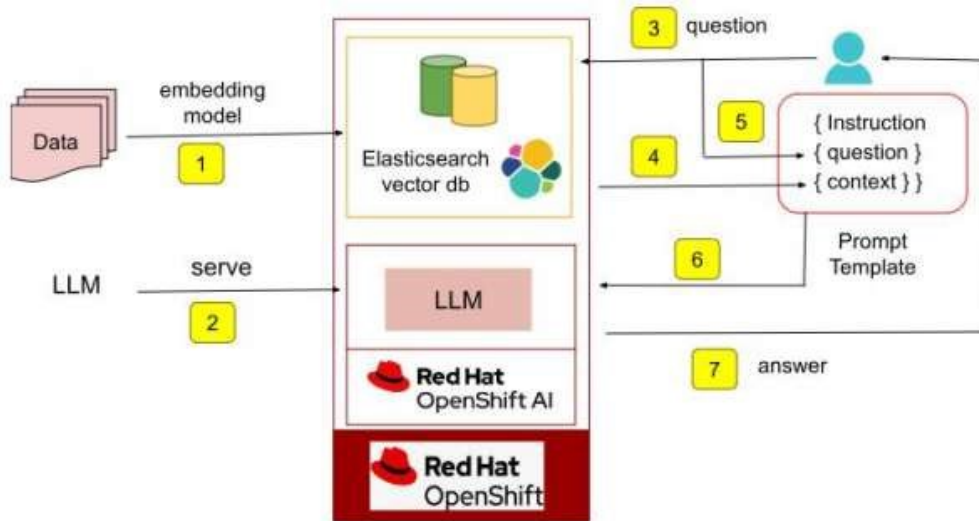 3 question
embedding
model
Data
1
Elasticsearch
vector db
4
5
{ Instruction
{ question }
{ context } }
Prompt
Template
6
LLM
serve
2
LLM
Red Hat
OpenShift AI
7 answer
Red Hat
OpenShift